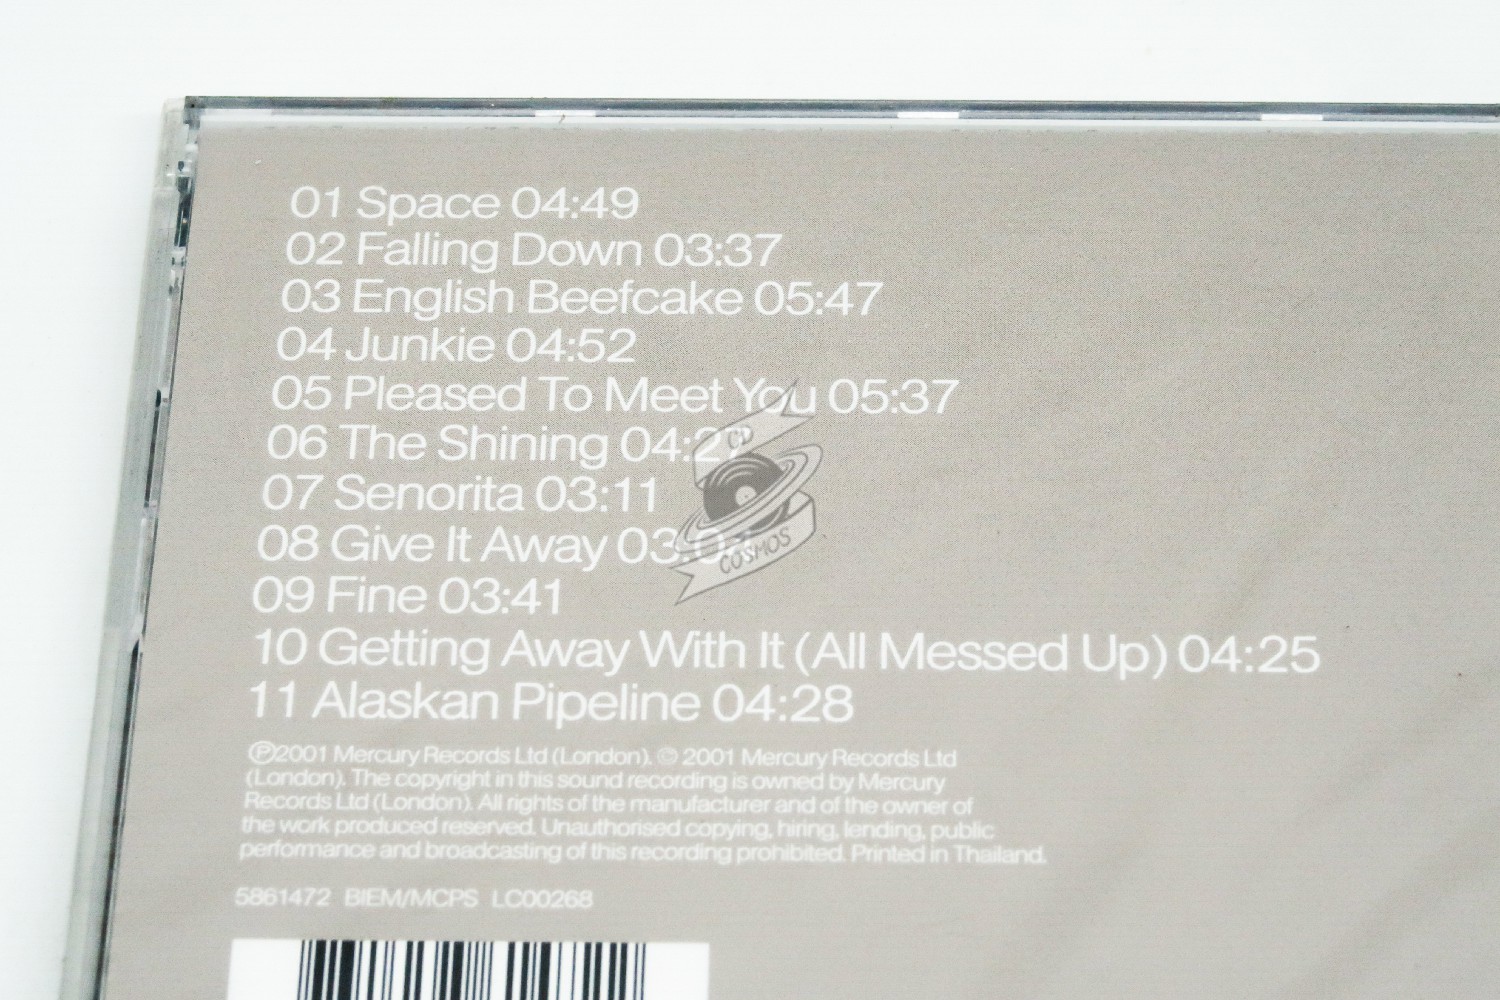 01 Space 04:49
02 Falling Down 03:37
03 English Beefcake 05:47
04 Junkie 04:52
05 Pleased To Meet You 05:37
06 The Shining
07 Senorita 03:11
08 Give It Away
09 Fine 03:41
10 Getting Away With It (All Messed Up) 04:25
11 Alaskan Pipeline 04:28
CD
COSMOS
Ⓟ2001 Mercury Records Ltd (London). © 2001 Mercury Records Ltd
(London). The copyright in this sound recording is owned by Mercury
Records Ltd (London). All rights of the manufacturer and of the owner of
the work produced reserved. Unauthorised copying, hiring, lending, public
performance and broadcasting of this recording prohibited. Printed in Thailand.
5861472 BIEM/MCPS LC00268